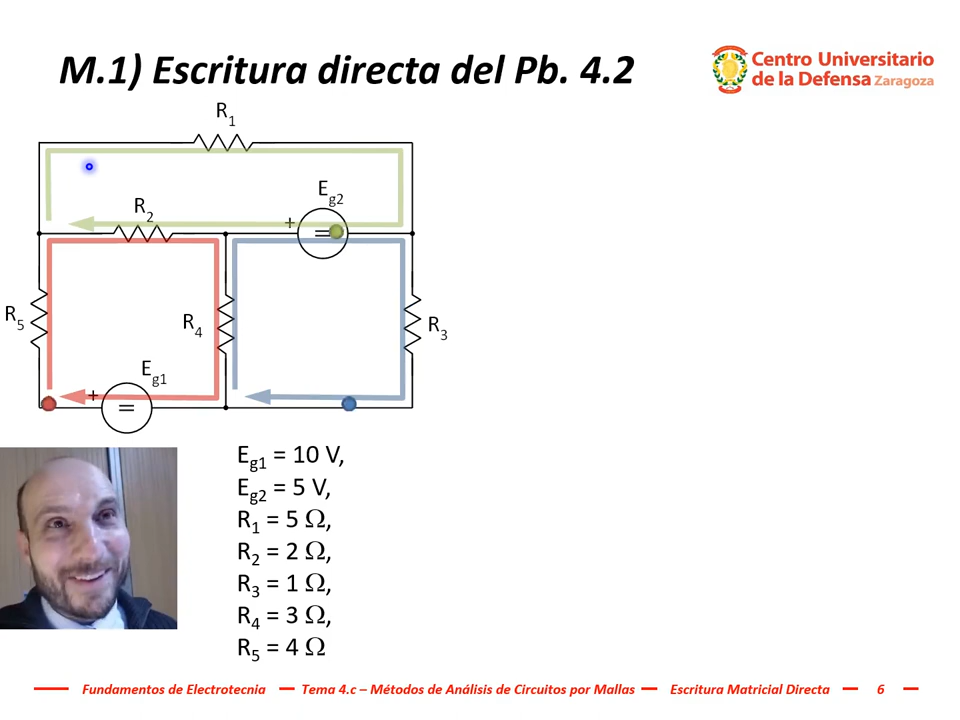 M.1) Escritura directa del Pb. 4.2
Centro Universitario
de la Defensa Zaragoza
R1
Eg2
R2
+
=
R5
R4
R3
Eg1
+
=
Eg1 = 10 V,
Eg2 = 5 V,
R1 = 5 Ω,
R2 = 2 Ω,
R3 = 1 Ω,
R4 = 3 Ω,
R5 = 4 Ω
Fundamentos de Electrotecnia — Tema 4.c – Métodos de Análisis de Circuitos por Mallas — Escritura Matricial Directa — 6